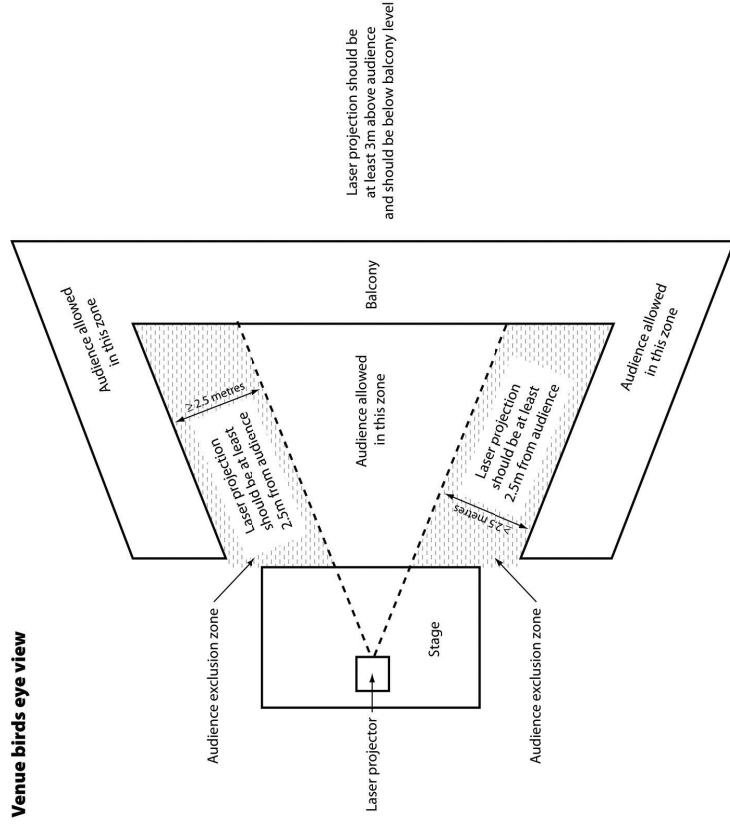 Venue birds eye view
Audience allowed
in this zone
Laser projection should be
at least 3m above audience
and should be below balcony level
≥ 2.5 metres
Laser projection
should be at least
2.5m from audience
Audience exclusion zone
Laser projector
Stage
Audience allowed
in this zone
Balcony
Laser projection
should be at least
2.5m from audience
≥ 2.5 metres
Audience exclusion zone
Audience allowed
in this zone